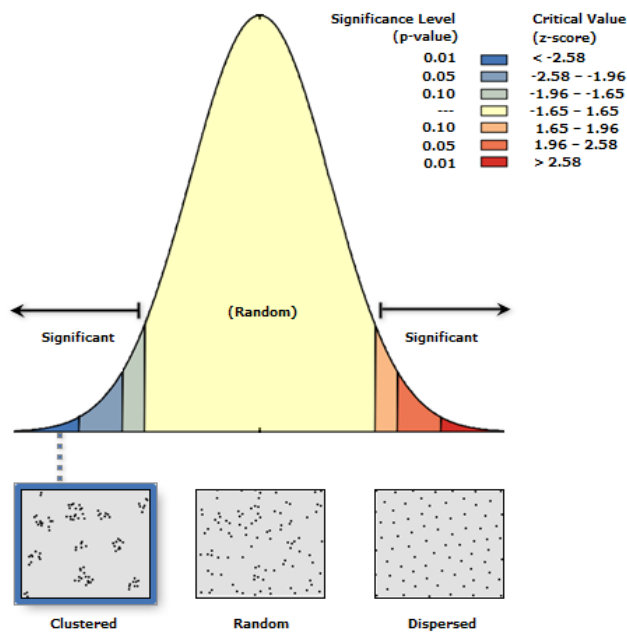 Significance Level Critical Value
(p-value) (z-score)
0.01 < -2.58
0.05 -2.58 – -1.96
0.10 -1.96 – -1.65
--- -1.65 – 1.65
0.10 1.65 – 1.96
0.05 1.96 – 2.58
0.01 > 2.58
(Random)
Significant Significant
Clustered Random Dispersed